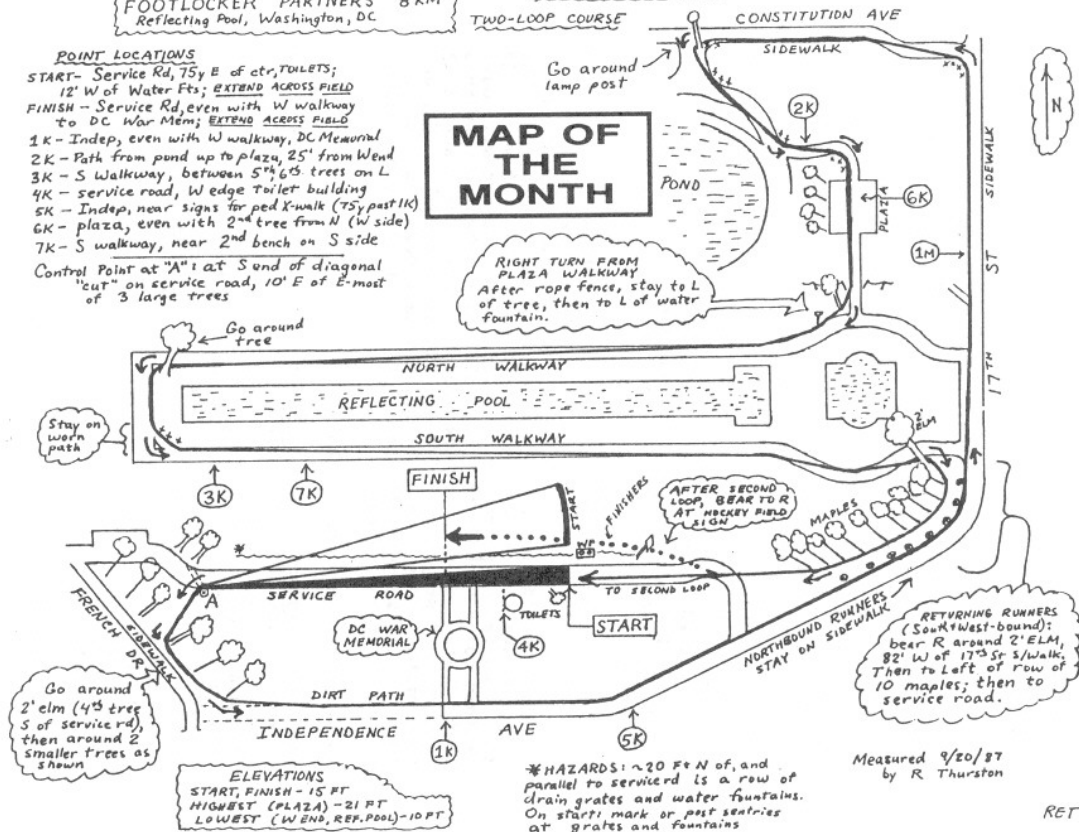 FOOTLOCKER PARTNERS 8 KM
Reflecting Pool, Washington, DC
TWO-LOOP COURSE
CONSTITUTION AVE
SIDEWALK
POINT LOCATIONS
START- Service Rd, 75y E of ctr, TOILETS;
12' W of Water Fts; EXTEND ACROSS FIELD
FINISH - Service Rd, even with W walkway
to DC War Mem; EXTEND ACROSS FIELD
1K - Indep, even with W walkway, DC Memorial
2K - Path from pond up to plaza, 25' from W end
3K - S Walkway, between 5th, 6th trees on L
4K - service road, W edge toilet building
5K - Indep, near signs for ped X-walk (75y past 1K)
6K - plaza, even with 2nd tree from N (W side)
7K - S walkway, near 2nd bench on S side
Control Point at "A": at S end of diagonal
"cut" on service road, 10' E of E-most
of 3 large trees
Go around
lamp post
MAP OF
THE
MONTH
2K
N
POND
PLAZA
6K
SIDEWALK
1M
ST
17TH
RIGHT TURN FROM
PLAZA WALKWAY
After rope fence, stay to L
of tree, then to L of water
fountain.
Go around
tree
NORTH WALKWAY
REFLECTING POOL
SOUTH WALKWAY
Stay on
worn
path
2' ELM
3K
7K
FINISH
START
FINISHERS
AFTER SECOND
LOOP, BEAR TO R
AT HOCKEY FIELD
SIGN
MAPLES
*
WF
A
SERVICE ROAD
TO SECOND LOOP
TOILETS
START
4K
DC WAR
MEMORIAL
FRENCH DR
SIDEWALK
NORTHBOUND RUNNERS
STAY ON SIDEWALK
RETURNING RUNNERS
(South & West-bound):
bear R around 2' ELM,
82' W of 17th St S/Walk,
Then to Left of row of
10 maples; then to
service road.
Go around
2' elm (4th tree
S of service rd),
then around 2
smaller trees as
shown
DIRT PATH
INDEPENDENCE AVE
1K
5K
ELEVATIONS
START, FINISH - 15 FT
HIGHEST (PLAZA) - 21 FT
LOWEST (W END, REF. POOL) - 10 FT
* HAZARDS: ~20 Ft N of, and
parallel to serv rd is a row of
drain grates and water fountains.
On start: mark or post sentries
at grates and fountains
Measured 9/20/87
by R Thurston
RET